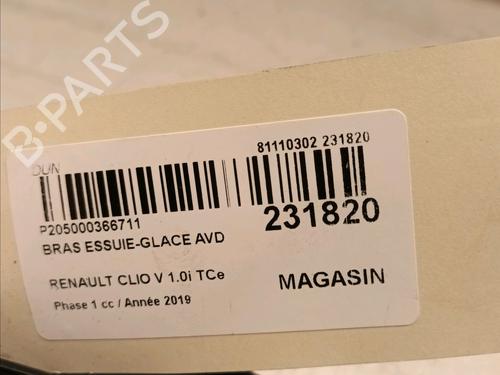 B-PARTS
DUN
81110302 231820
P205000366711
231820
BRAS ESSUIE-GLACE AVD
RENAULT CLIO V 1.0i TCe
MAGASIN
Phase 1 cc / Année 2019